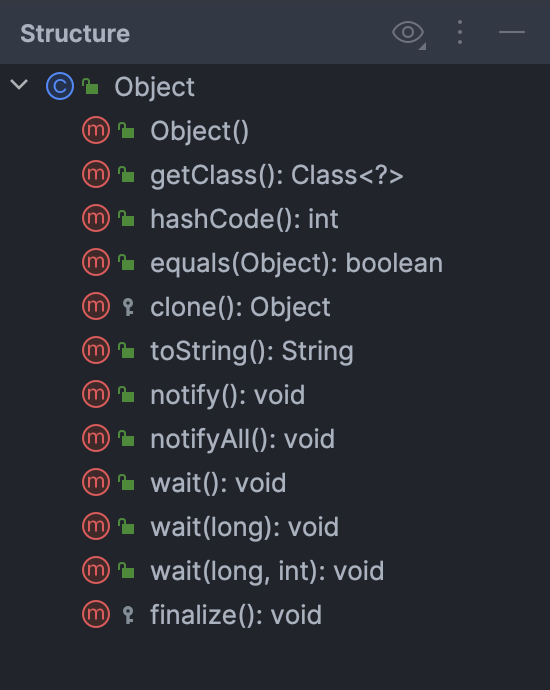 Structure
C Object
m Object()
m getClass(): Class<?>
m hashCode(): int
m equals(Object): boolean
m clone(): Object
m toString(): String
m notify(): void
m notifyAll(): void
m wait(): void
m wait(long): void
m wait(long, int): void
m finalize(): void